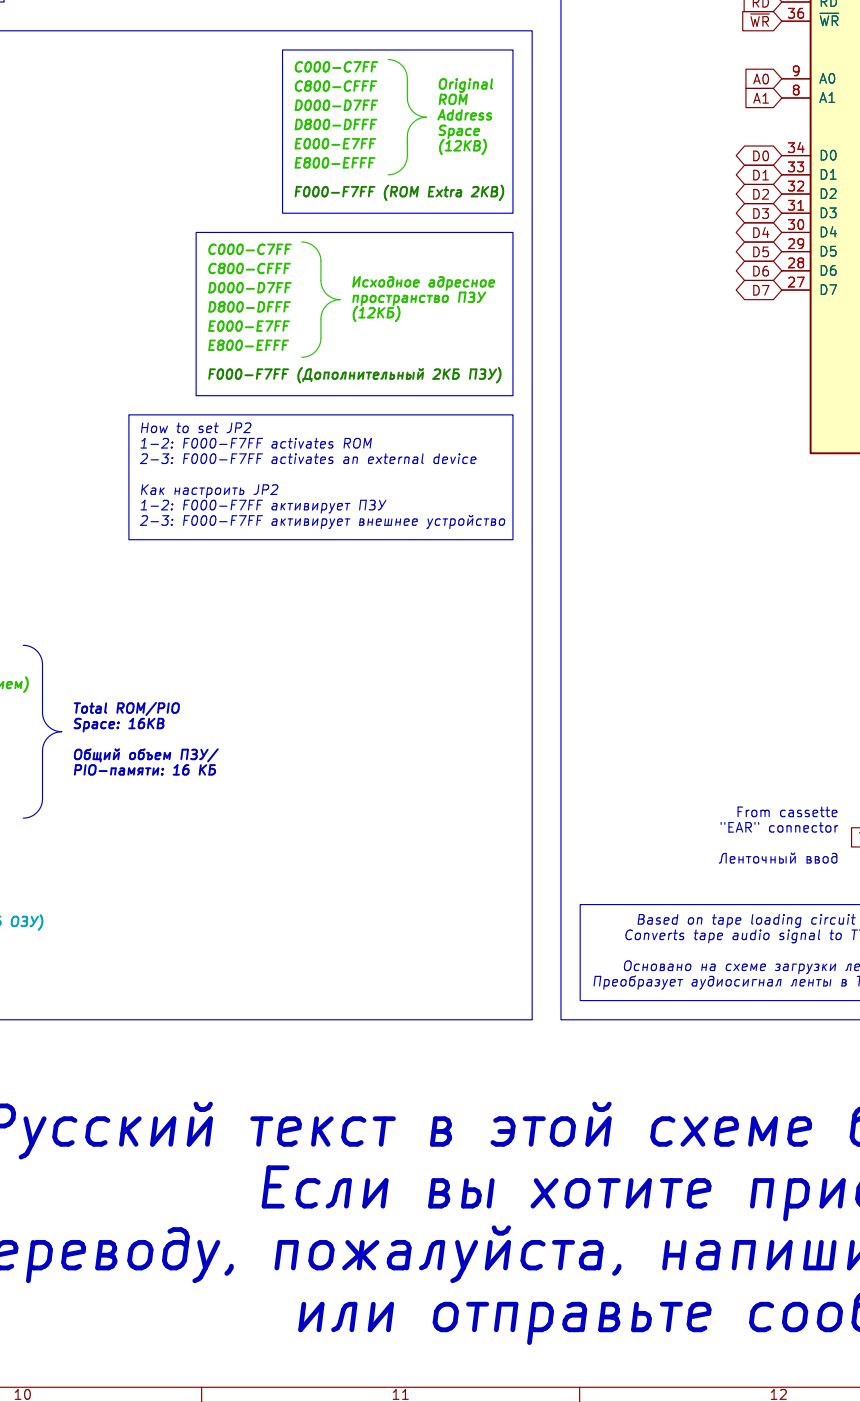 C000-C7FF
C800-CFFF
D000-D7FF
D800-DFFF
E000-E7FF
E800-EFFF
Original
ROM
Address
Space
(12KB)
F000-F7FF (ROM Extra 2KB)
C000-C7FF
C800-CFFF
D000-D7FF
D800-DFFF
E000-E7FF
E800-EFFF
Исходное адресное
пространство ПЗУ
(12КБ)
F000-F7FF (Дополнительный 2КБ ПЗУ)
How to set JP2
1-2: F000-F7FF activates ROM
2-3: F000-F7FF activates an external device
Как настроить JP2
1-2: F000-F7FF активирует ПЗУ
2-3: F000-F7FF активирует внешнее устройство
Total ROM/PIO
Space: 16KB
Общий объем ПЗУ/
PIO-памяти: 16 КБ
ОЗУ)
RD RD
WR 36 WR
A0 9 A0
A1 8 A1
D0 34 D0
D1 33 D1
D2 32 D2
D3 31 D3
D4 30 D4
D5 29 D5
D6 28 D6
D7 27 D7
From cassette
"EAR" connector
Ленточный ввод
Based on tape loading circuit
Converts tape audio signal to
Основано на схеме загрузки
Преобразует аудиосигнал ленты в
Русский текст в этой схеме
Если вы хотите
пожалуйста,
или отправьте
10 11 12